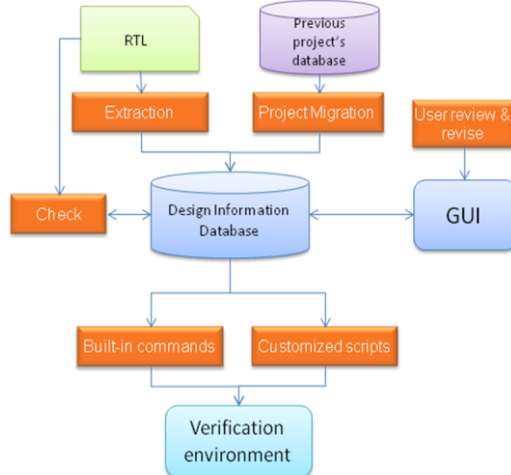 RTL
Previous
project's
database
Extraction
Project Migration
User review &
revise
Check
Design Information
Database
GUI
Built-in commands
Customized scripts
Verification
environment